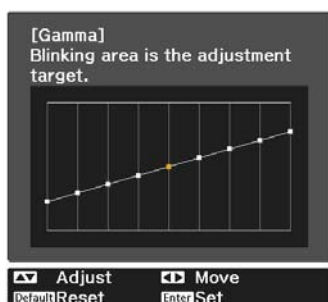 [Gamma]
Blinking area is the adjustment
target.
Adjust Move
Default Reset Enter Set